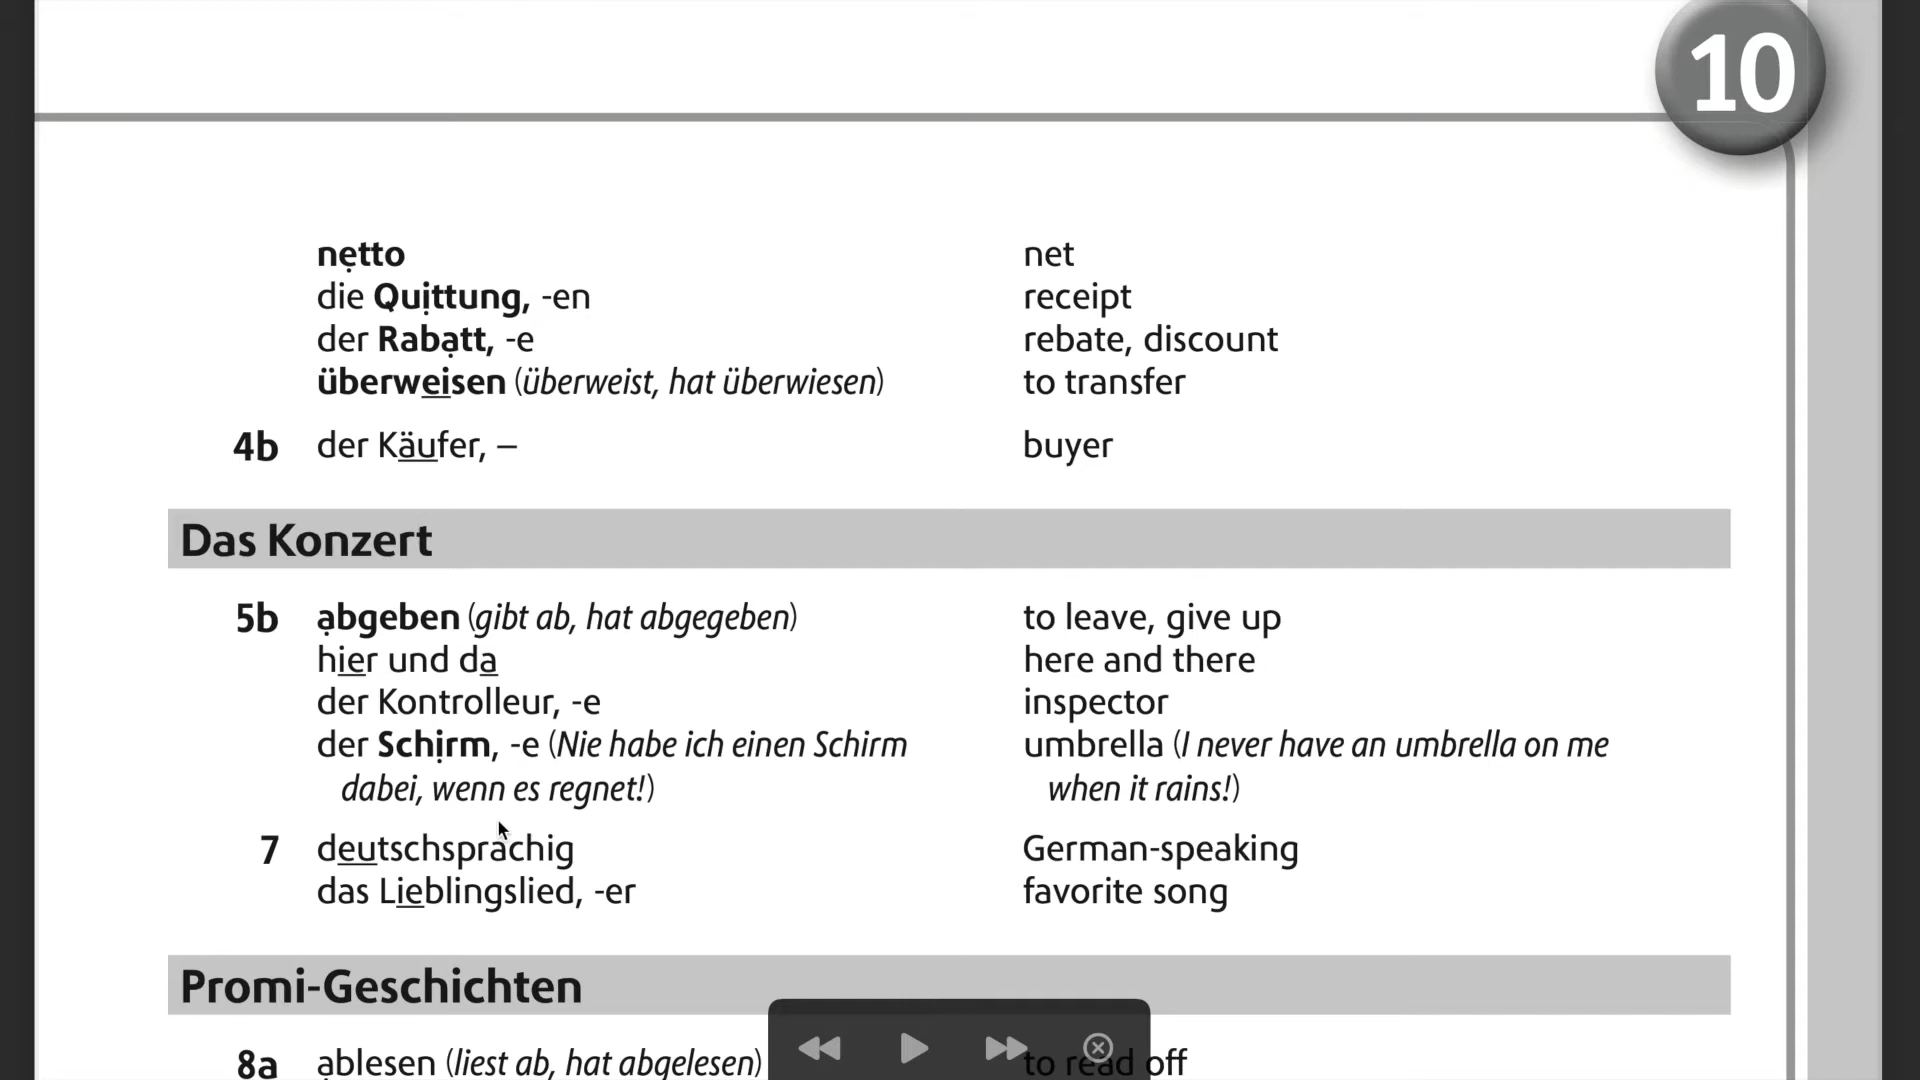 10
netto net
die Quittung, -en receipt
der Rabatt, -e rebate, discount
überweisen (überweist, hat überwiesen) to transfer
4b der Käufer, – buyer
Das Konzert
5b abgeben (gibt ab, hat abgegeben) to leave, give up
hier und da here and there
der Kontrolleur, -e inspector
der Schirm, -e (Nie habe ich einen Schirm umbrella (I never have an umbrella on me
dabei, wenn es regnet!) when it rains!)
7 deutschsprachig German-speaking
das Lieblingslied, -er favorite song
Promi-Geschichten
8a ablesen (liest ab, hat abgelesen) to read off